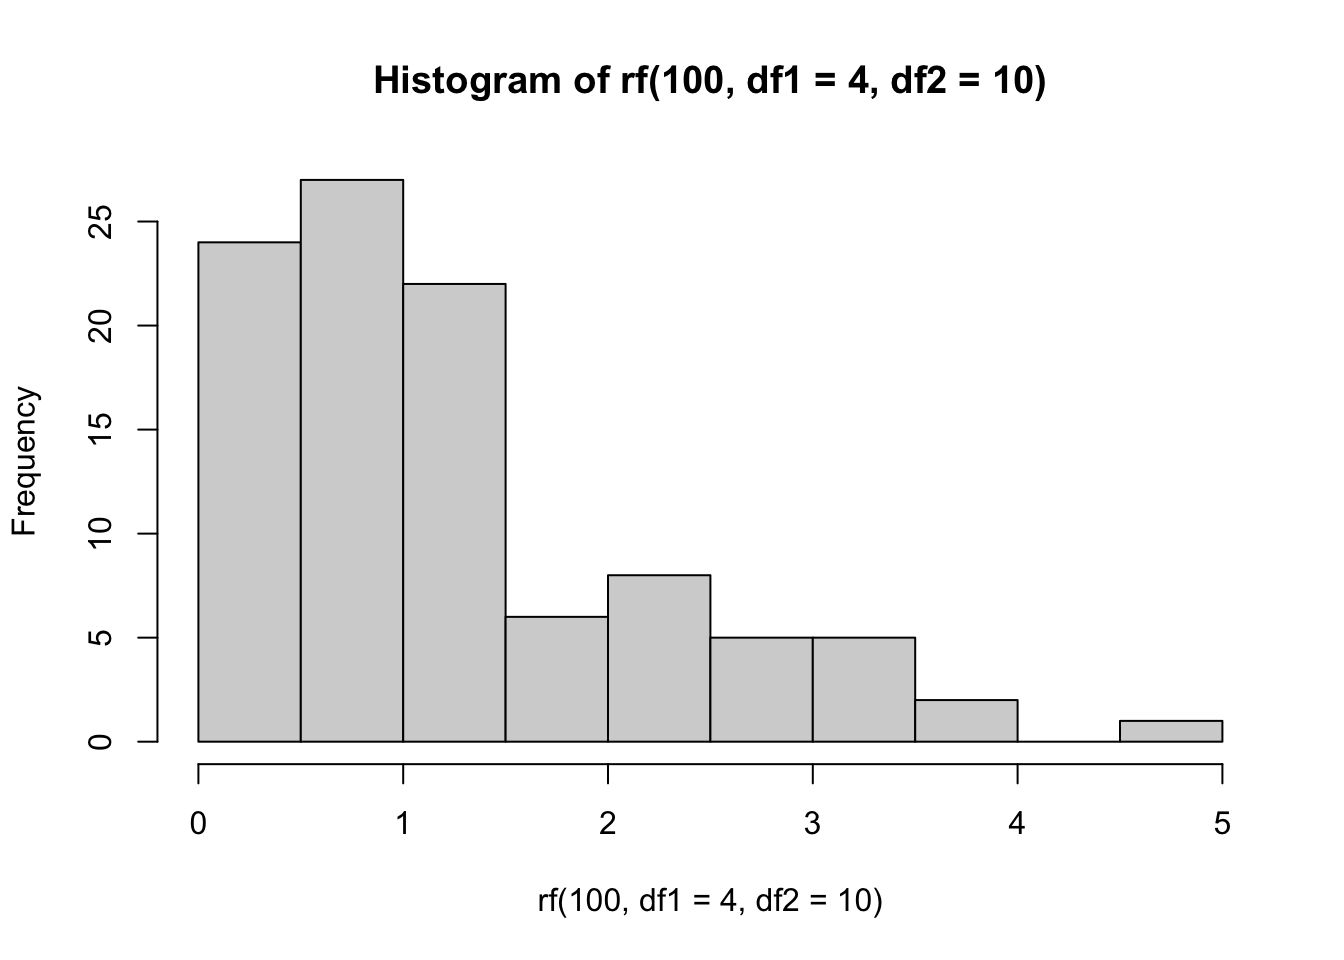 Histogram of rf(100, df1 = 4, df2 = 10)
Frequency
25
20
15
10
5
0
0 1 2 3 4 5
rf(100, df1 = 4, df2 = 10)